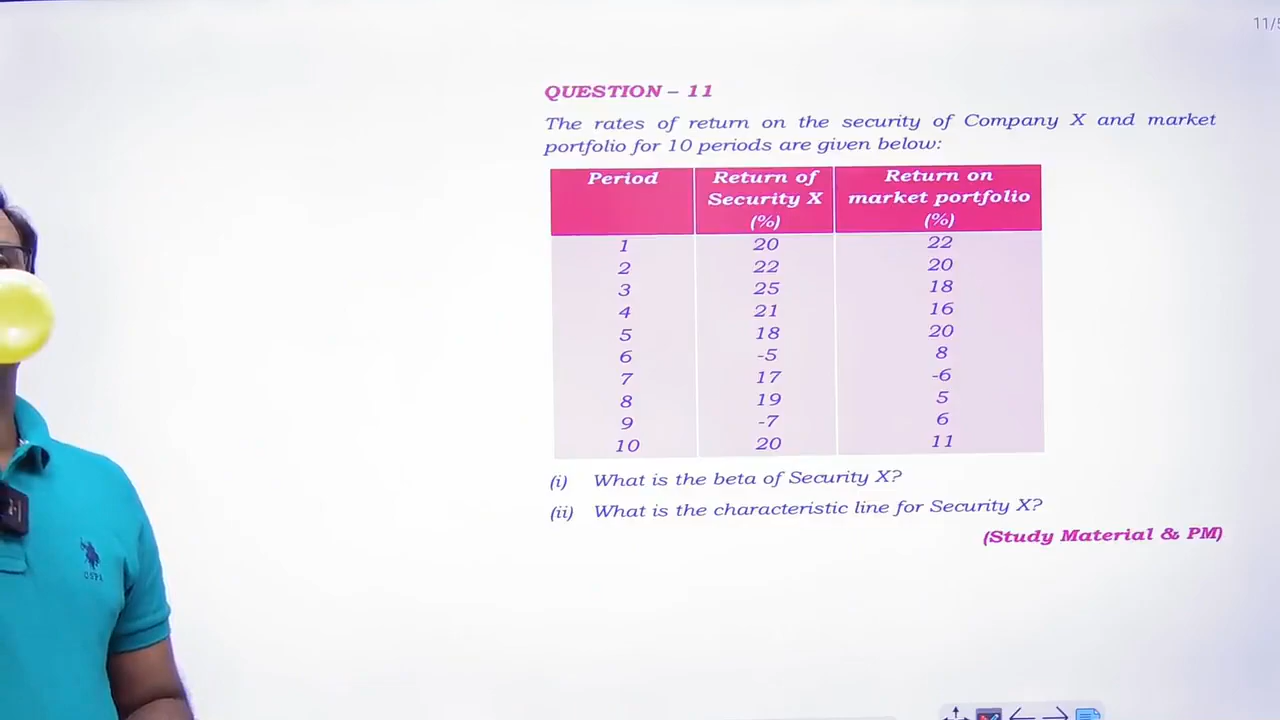 11/5
QUESTION – 11
The rates of return on the security of Company X and market
portfolio for 10 periods are given below:
Period Return of Security X (%) Return on market portfolio (%)
1 20 22
2 22 20
3 25 18
4 21 16
5 18 20
6 -5 8
7 17 -6
8 19 5
9 -7 6
10 20 11
(i) What is the beta of Security X?
(ii) What is the characteristic line for Security X?
(Study Material & PM)
USPA